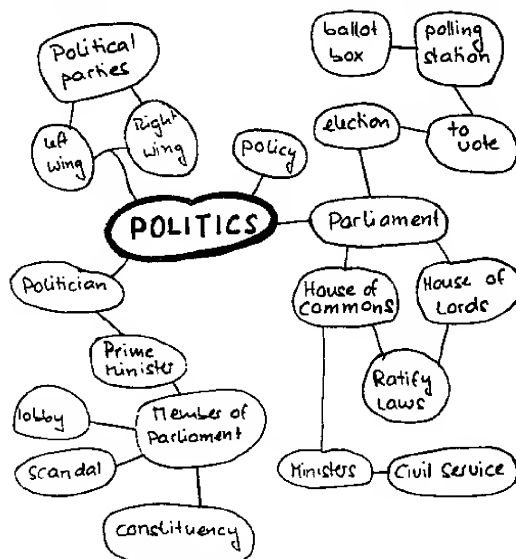 Political
parties
left
wing
Right
wing
policy
ballot
box
polling
station
election
to
vote
POLITICS
Parliament
House of
commons
House of
Lords
Ratify
Laws
Ministers
Civil Service
Politician
Prime
Minister
Member of
Parliament
lobby
scandal
constituency